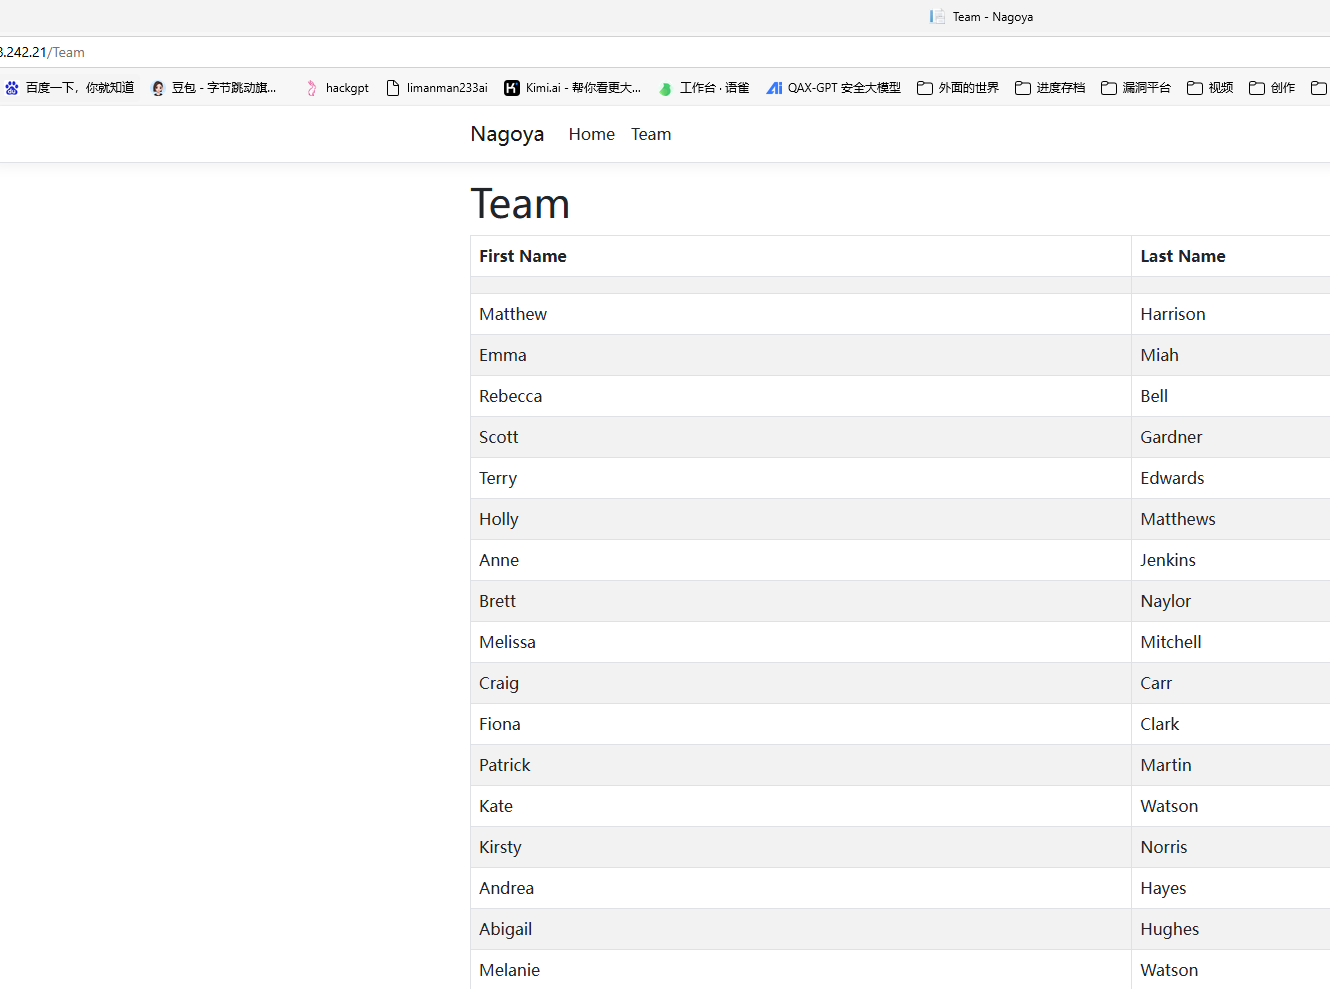 Team - Nagoya
3.242.21/Team
百度一下，你就知道 豆包 - 字节跳动旗... hackgpt limanman233ai Kimi.ai - 帮你看更大... 工作台 · 语雀 QAX-GPT 安全大模型 外面的世界 进度存档 漏洞平台 视频 创作
Nagoya Home Team
Team
First Name Last Name
Matthew Harrison
Emma Miah
Rebecca Bell
Scott Gardner
Terry Edwards
Holly Matthews
Anne Jenkins
Brett Naylor
Melissa Mitchell
Craig Carr
Fiona Clark
Patrick Martin
Kate Watson
Kirsty Norris
Andrea Hayes
Abigail Hughes
Melanie Watson